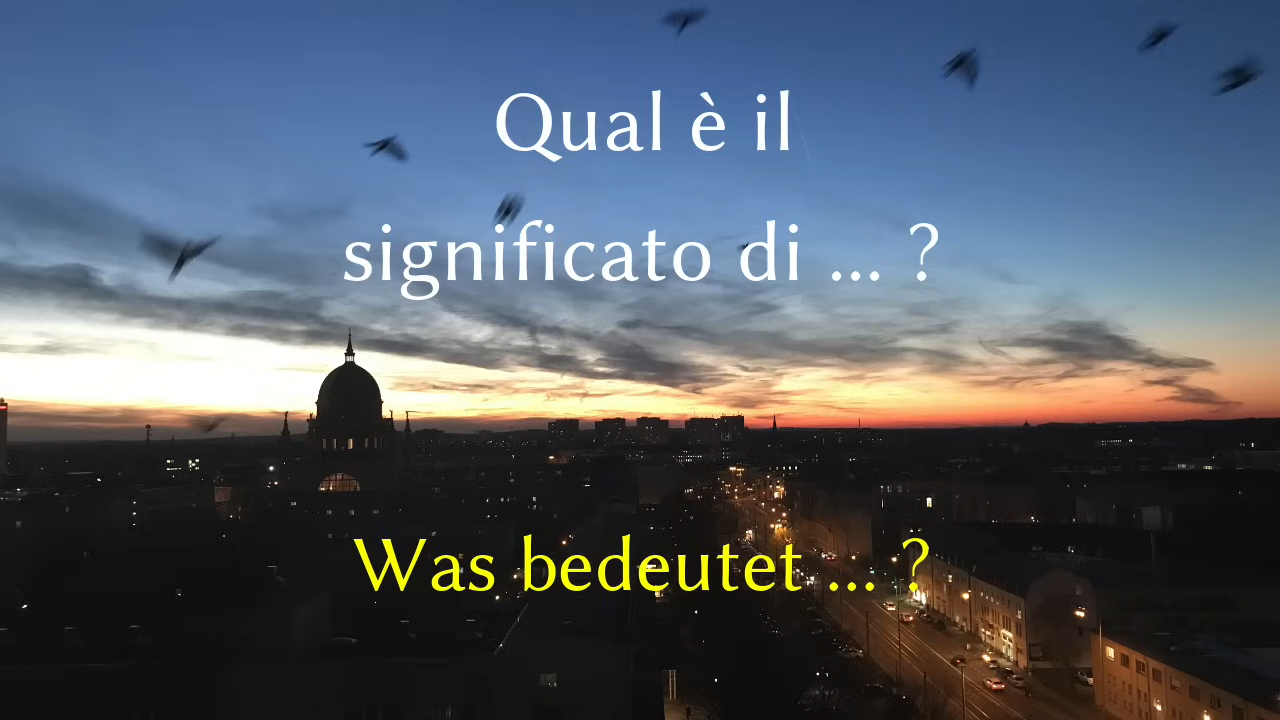 Qual è il
significato di ... ?
Was bedeutet ... ?